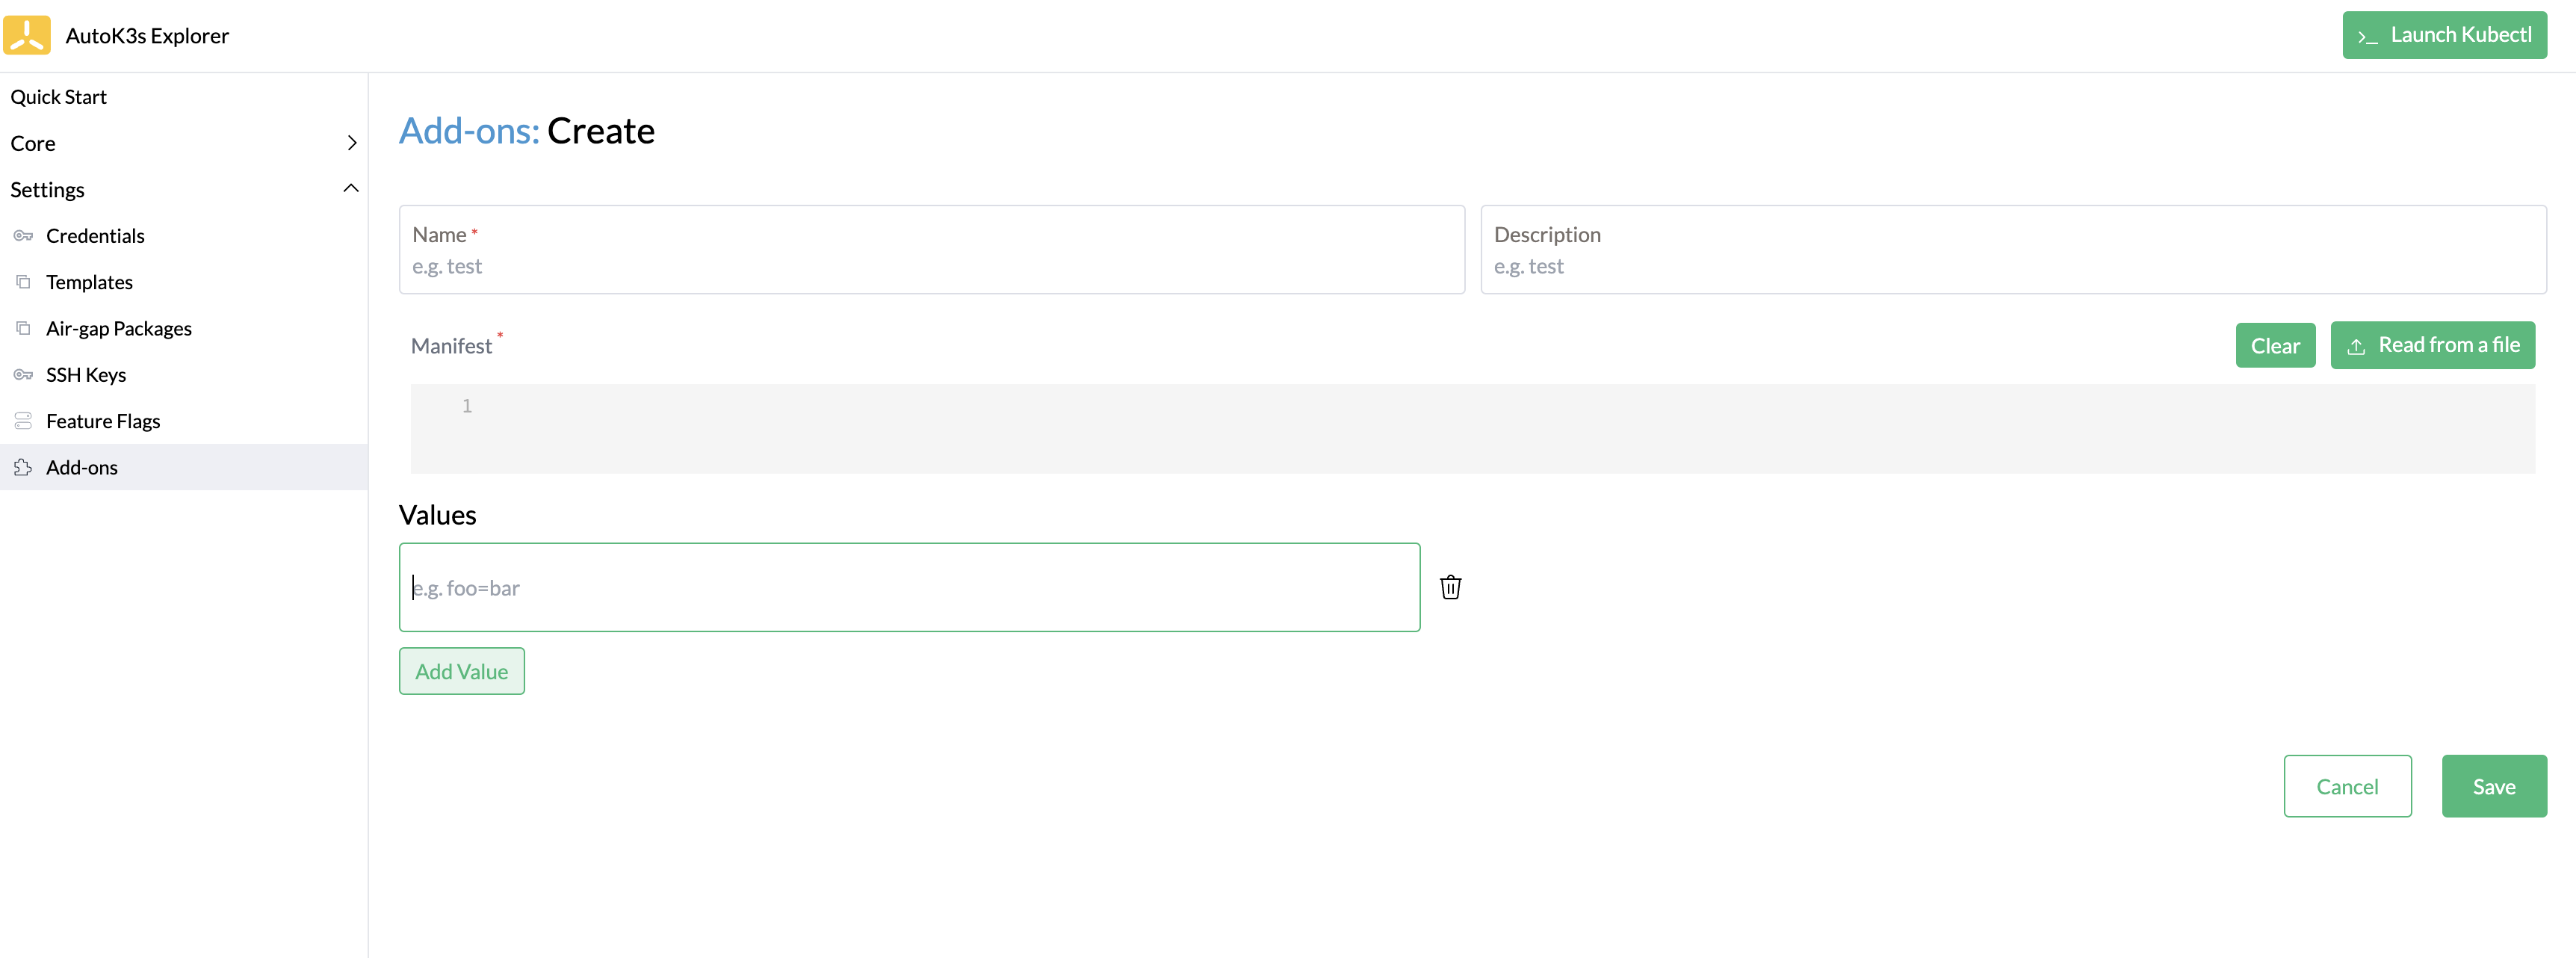 AutoK3s Explorer
>_ Launch Kubectl
Quick Start
Core
Settings
Credentials
Templates
Air-gap Packages
SSH Keys
Feature Flags
Add-ons
Add-ons: Create
Name *
e.g. test
Description
e.g. test
Manifest *
Clear
Read from a file
1
Values
e.g. foo=bar
Add Value
Cancel
Save